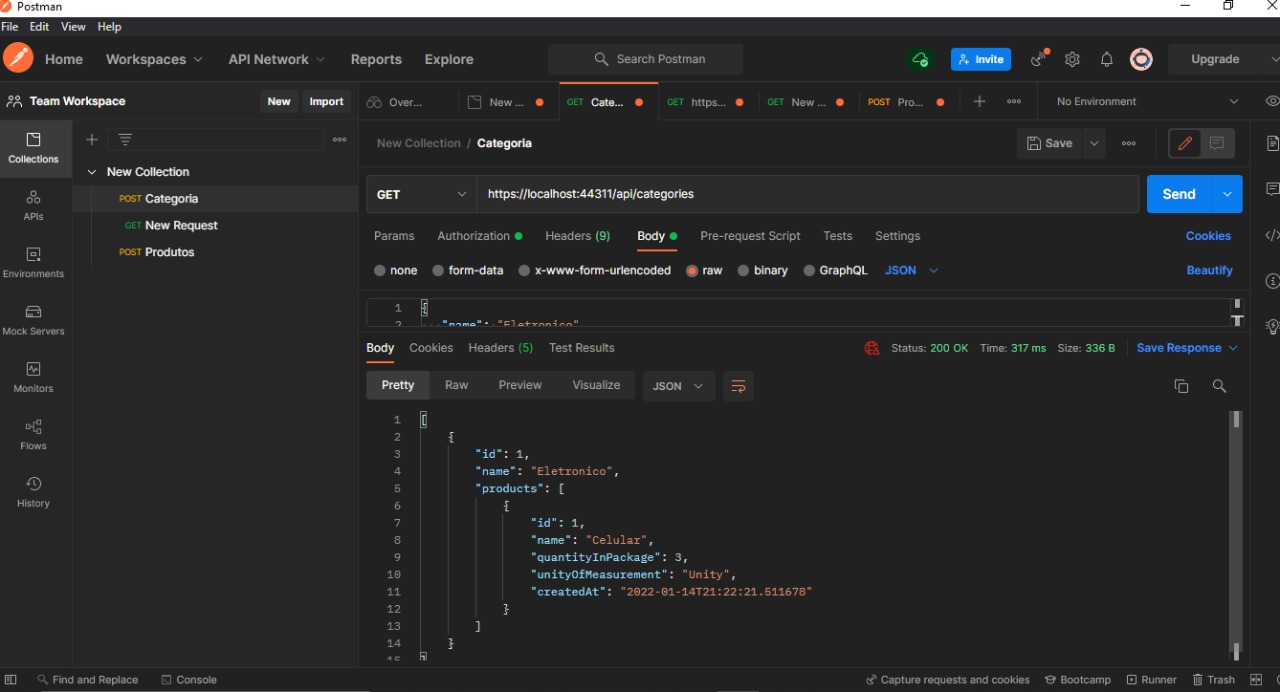 Postman
File Edit View Help
Home Workspaces API Network Reports Explore Search Postman Invite Upgrade
Team Workspace New Import Over... New ... GET Cate... GET https... GET New ... POST Pro... No Environment
Collections
APIs
Environments
Mock Servers
Monitors
Flows
History
New Collection
POST Categoria
GET New Request
POST Produtos
New Collection / Categoria Save
GET https://localhost:44311/api/categories Send
Params Authorization Headers (9) Body Pre-request Script Tests Settings Cookies
none form-data x-www-form-urlencoded raw binary GraphQL JSON Beautify
1 {
2 "name": "Eletronico"
Body Cookies Headers (5) Test Results Status: 200 OK Time: 317 ms Size: 336 B Save Response
Pretty Raw Preview Visualize JSON
1 [
2 {
3 "id": 1,
4 "name": "Eletronico",
5 "products": [
6 {
7 "id": 1,
8 "name": "Celular",
9 "quantityInPackage": 3,
10 "unityOfMeasurement": "Unity",
11 "createdAt": "2022-01-14T21:22:21.511678"
12 }
13 ]
14 }
15 ]
Find and Replace Console Capture requests and cookies Bootcamp Runner Trash